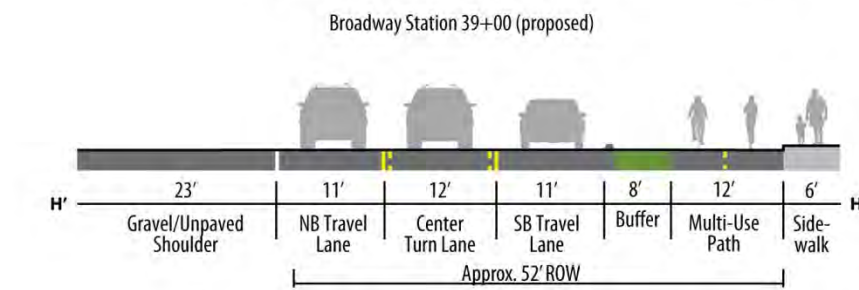 Broadway Station 39+00 (proposed)
23’ 11’ 12’ 11’ 8’ 12’ 6’
H’ H
Gravel/Unpaved
Shoulder
NB Travel
Lane
Center
Turn Lane
SB Travel
Lane
Buffer
Multi-Use
Path
Side-
walk
Approx. 52’ ROW